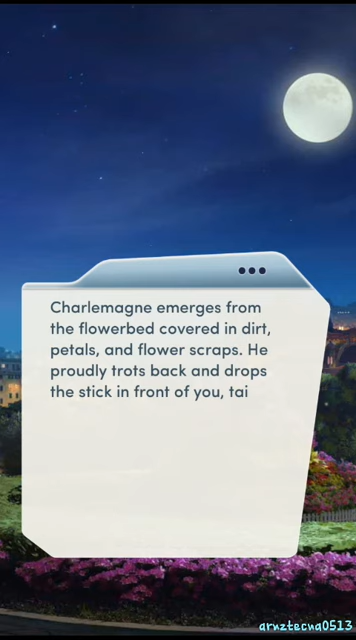 Charlemagne emerges from
the flowerbed covered in dirt,
petals, and flower scraps. He
proudly trots back and drops
the stick in front of you, tai
arnztecnq0513